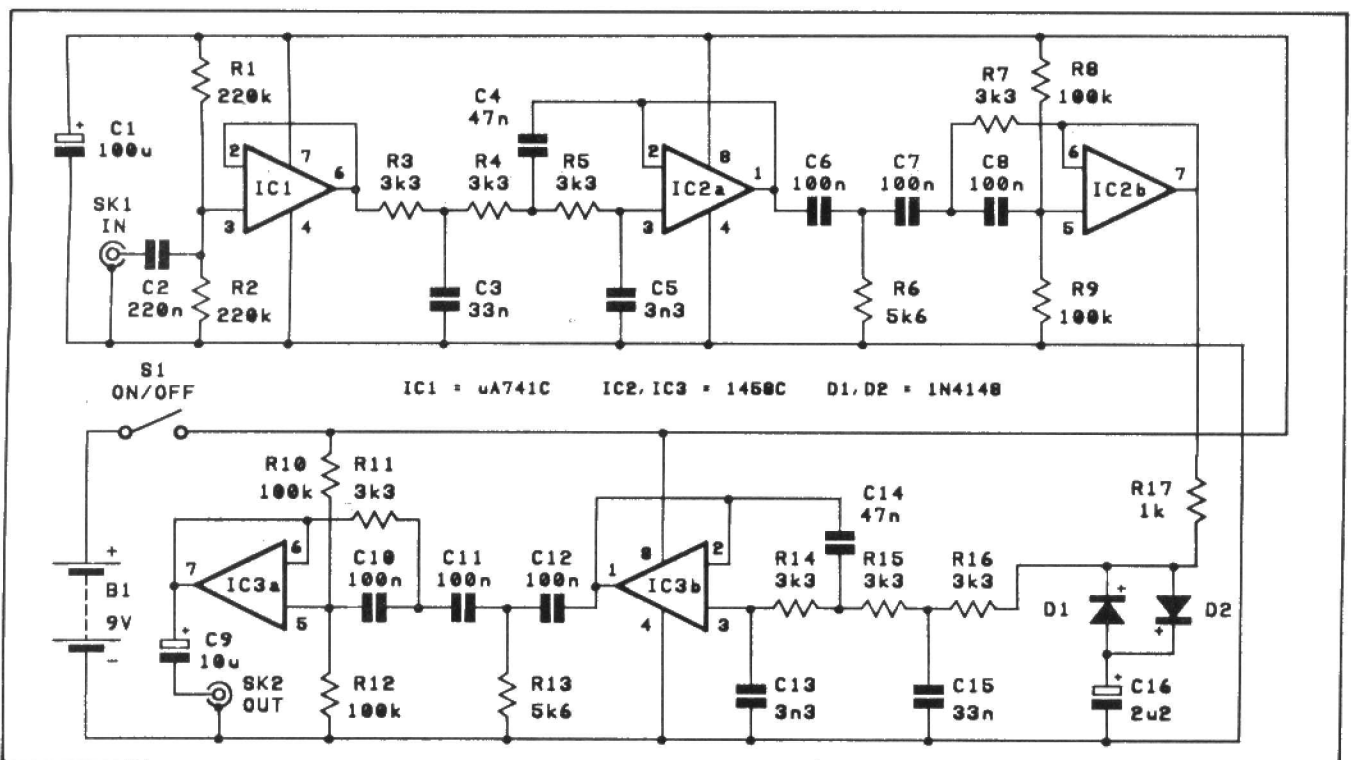 R1
220k
C1
+
100u
SK1
IN
C2
220n
R2
220k
2
7
IC1
6
3
4
R3
3k3
C3
33n
R4
3k3
C4
47n
R5
3k3
C5
3n3
2
8
IC2a
1
3
4
C6
100n
R6
5k6
C7
100n
C8
100n
R7
3k3
R8
100k
R9
100k
6
7
IC2b
5
S1
ON/OFF
IC1 = uA741C IC2,IC3 = 1458C D1,D2 = 1N4148
+
B1
9V
-
C9
+
10u
SK2
OUT
7
6
IC3a
5
R10
100k
R11
3k3
R12
100k
C10
100n
C11
100n
R13
5k6
C12
100n
1
8
2
IC3b
4
3
C13
3n3
R14
3k3
C14
47n
R15
3k3
C15
33n
R16
3k3
R17
1k
D1
+
D2
+
C16
+
2u2